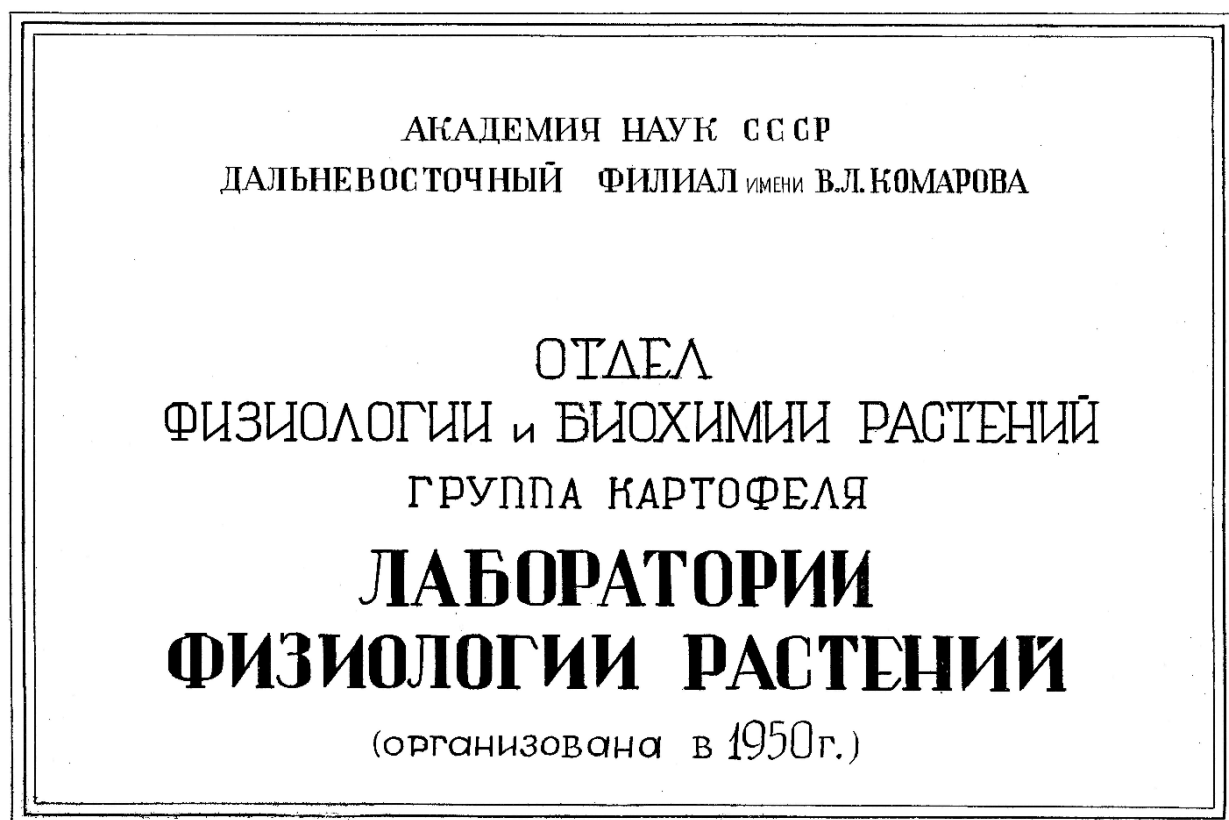 АКАДЕМИЯ НАУК СССР
ДАЛЬНЕВОСТОЧНЫЙ ФИЛИАЛ ИМЕНИ В.Л.КОМАРОВА
ОТДЕЛ
ФИЗИОЛОГИИ и БИОХИМИИ РАСТЕНИЙ
ГРУППА КАРТОФЕЛЯ
ЛАБОРАТОРИИ
ФИЗИОЛОГИИ РАСТЕНИЙ
(организована в 1950г.)